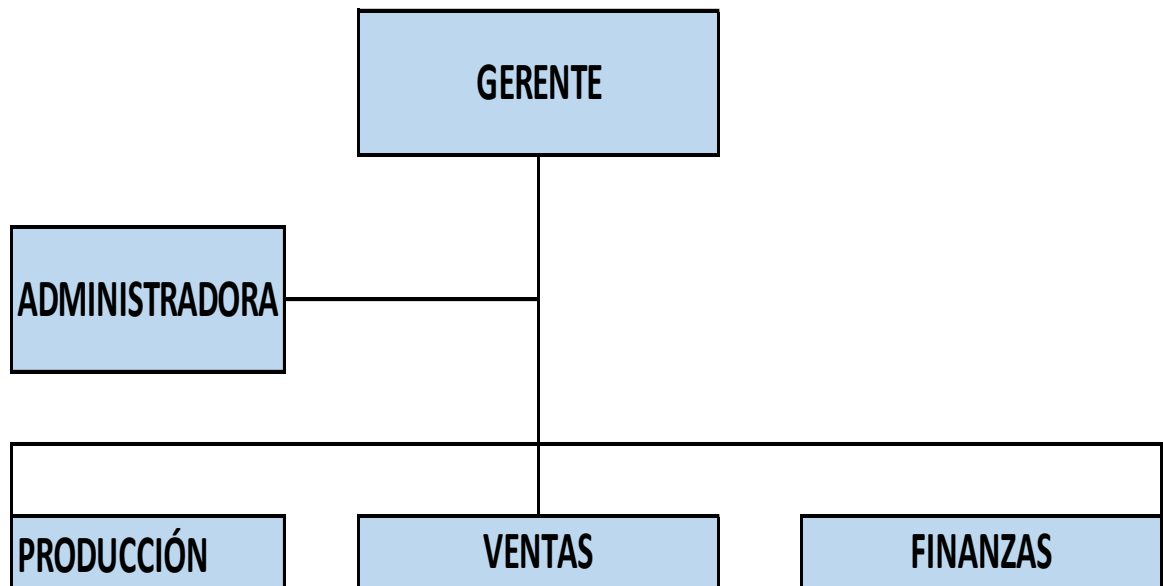 GERENTE
ADMINISTRADORA
PRODUCCIÓN
VENTAS
FINANZAS